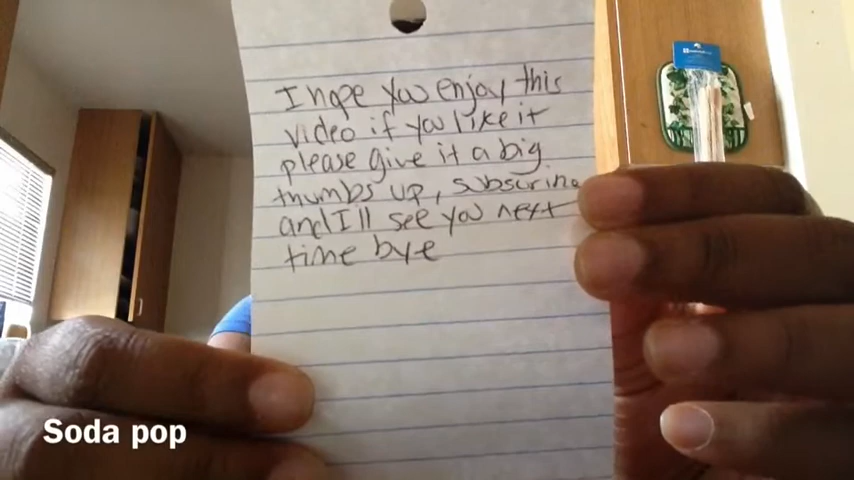 I hope you enjoy this
video if you like it
please give it a big
thumbs up, subscribe
and I'll see you next
time bye
Soda pop